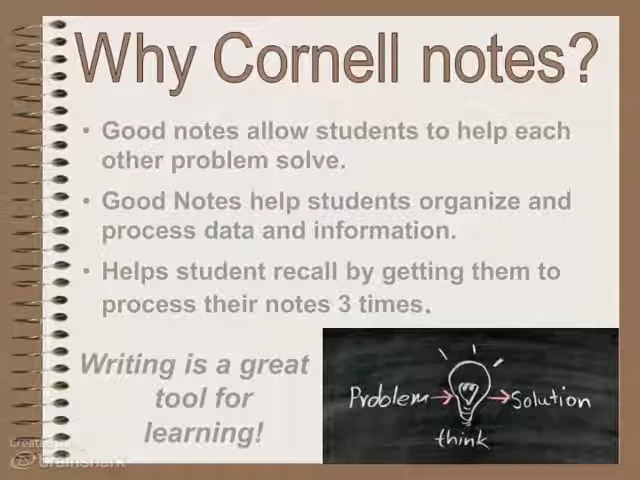 Why Cornell notes?
• Good notes allow students to help each
other problem solve.
• Good Notes help students organize and
process data and information.
• Helps student recall by getting them to
process their notes 3 times.
Writing is a great
tool for
learning!
Problem → → Solution
think
brainshark